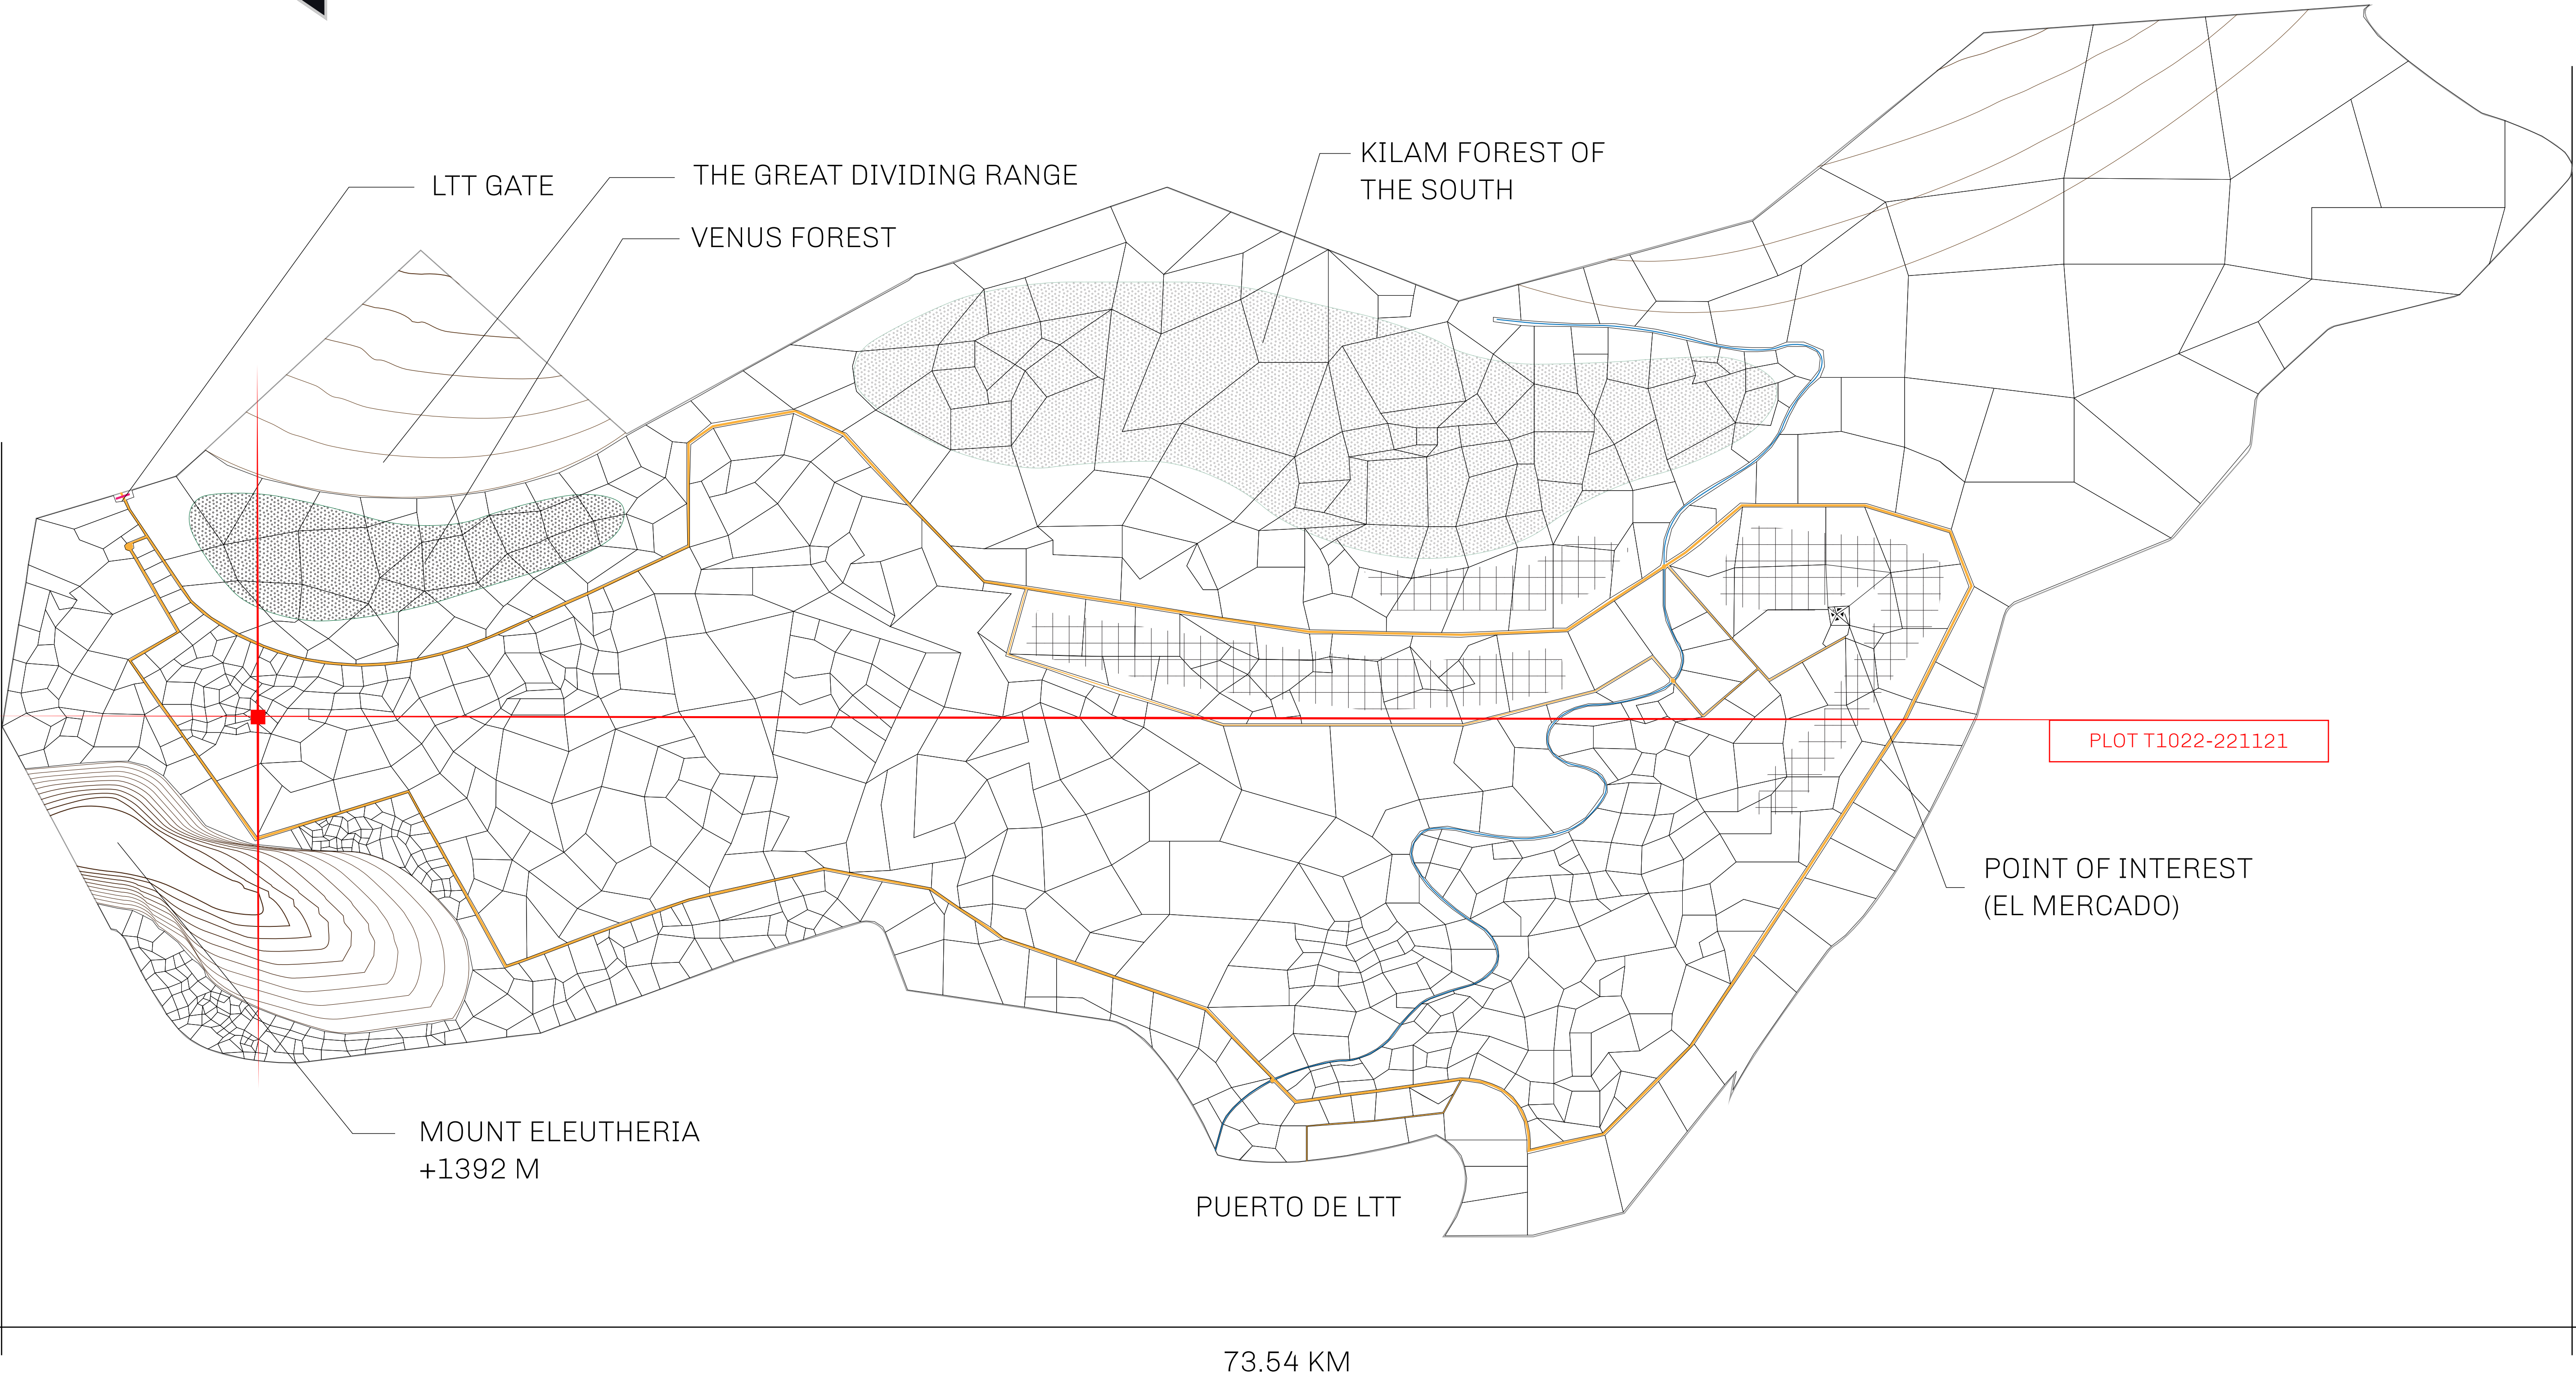 KILAM FOREST OF
THE SOUTH
LTT GATE
THE GREAT DIVIDING RANGE
VENUS FOREST
PLOT T1022-221121
POINT OF INTEREST
(EL MERCADO)
MOUNT ELEUTHERIA
+1392 M
PUERTO DE LTT
73.54 KM